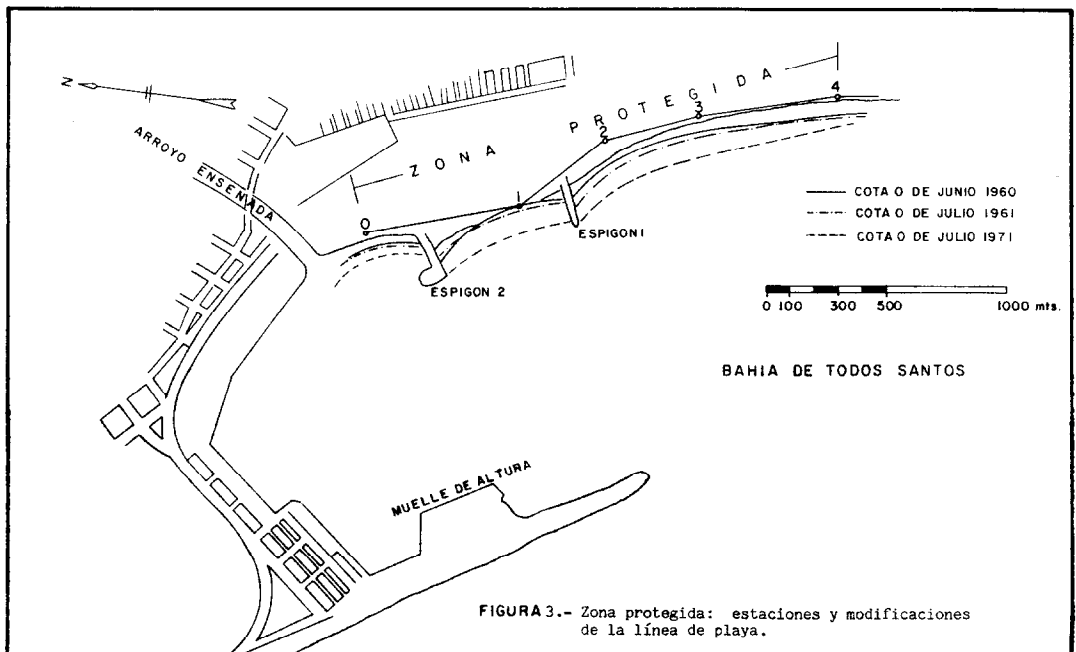 N
ARROYO ENSENADA
ZONA PROTEGIDA
0
1
2
3
4
ESPIGON 1
ESPIGON 2
COTA 0 DE JUNIO 1960
COTA 0 DE JULIO 1961
COTA 0 DE JULIO 1971
0 100 300 500 1000 mts.
BAHIA DE TODOS SANTOS
MUELLE DE ALTURA
FIGURA 3.- Zona protegida: estaciones y modificaciones
de la línea de playa.